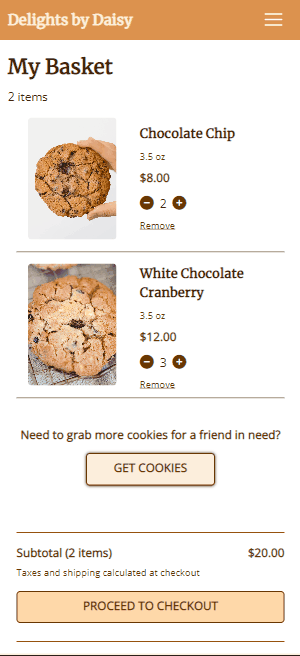 Delights by Daisy
My Basket
2 items
Chocolate Chip
3.5 oz
$8.00
2
Remove
White Chocolate
Cranberry
3.5 oz
$12.00
3
Remove
Need to grab more cookies for a friend in need?
GET COOKIES
Subtotal (2 items) $20.00
Taxes and shipping calculated at checkout
PROCEED TO CHECKOUT